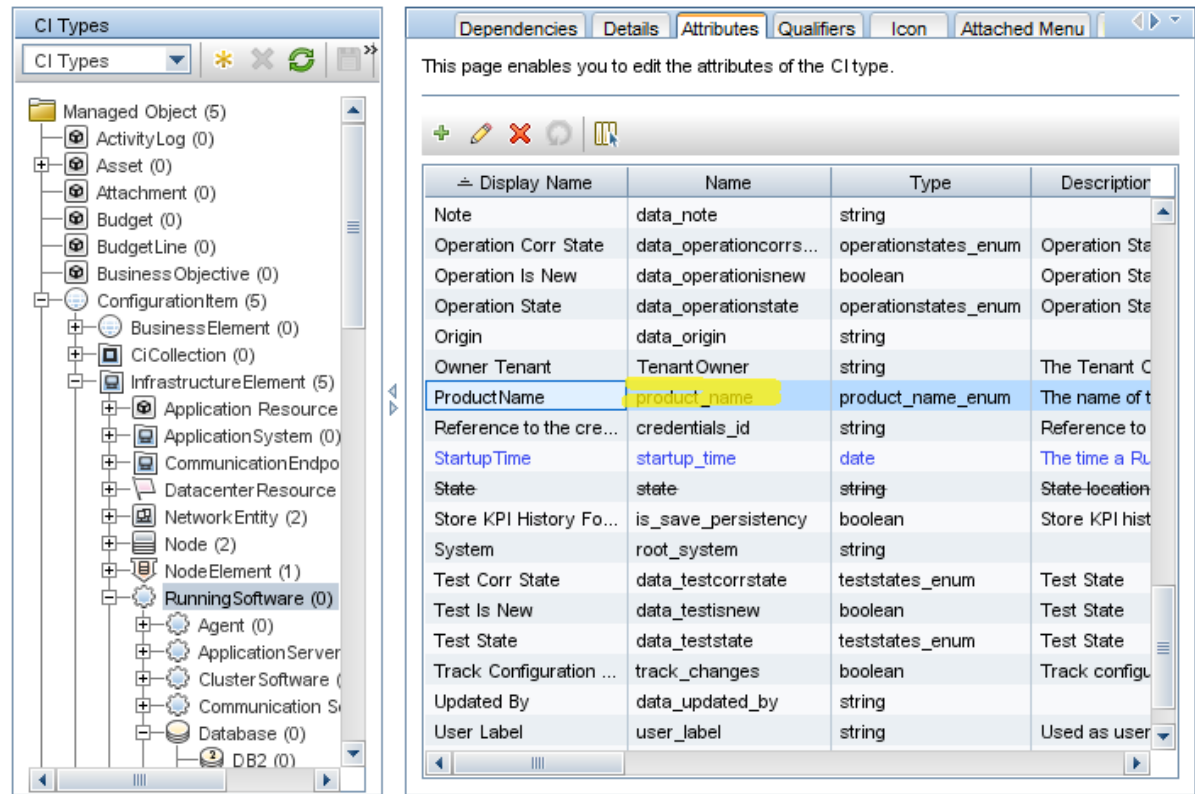 CI Types
CI Types
Managed Object (5)
ActivityLog (0)
Asset (0)
Attachment (0)
Budget (0)
BudgetLine (0)
BusinessObjective (0)
ConfigurationItem (5)
BusinessElement (0)
CiCollection (0)
InfrastructureElement (5)
Application Resource
ApplicationSystem (0)
CommunicationEndpo
DatacenterResource
NetworkEntity (2)
Node (2)
NodeElement (1)
RunningSoftware (0)
Agent (0)
ApplicationServer
ClusterSoftware (
Communication S
Database (0)
DB2 (0)
Dependencies Details Attributes Qualifiers Icon Attached Menu
This page enables you to edit the attributes of the CI type.
Display Name Name Type Description
Note data_note string
Operation Corr State data_operationcorrs... operationstates_enum Operation Sta
Operation Is New data_operationisnew boolean Operation Sta
Operation State data_operationstate operationstates_enum Operation Sta
Origin data_origin string
Owner Tenant TenantOwner string The Tenant O
ProductName product_name product_name_enum The name of t
Reference to the cre... credentials_id string Reference to
StartupTime startup_time date The time a Ru
State state string State location
Store KPI History Fo... is_save_persistency boolean Store KPI hist
System root_system string
Test Corr State data_testcorrstate teststates_enum Test State
Test Is New data_testisnew boolean Test State
Test State data_teststate teststates_enum Test State
Track Configuration ... track_changes boolean Track configu
Updated By data_updated_by string
User Label user_label string Used as user